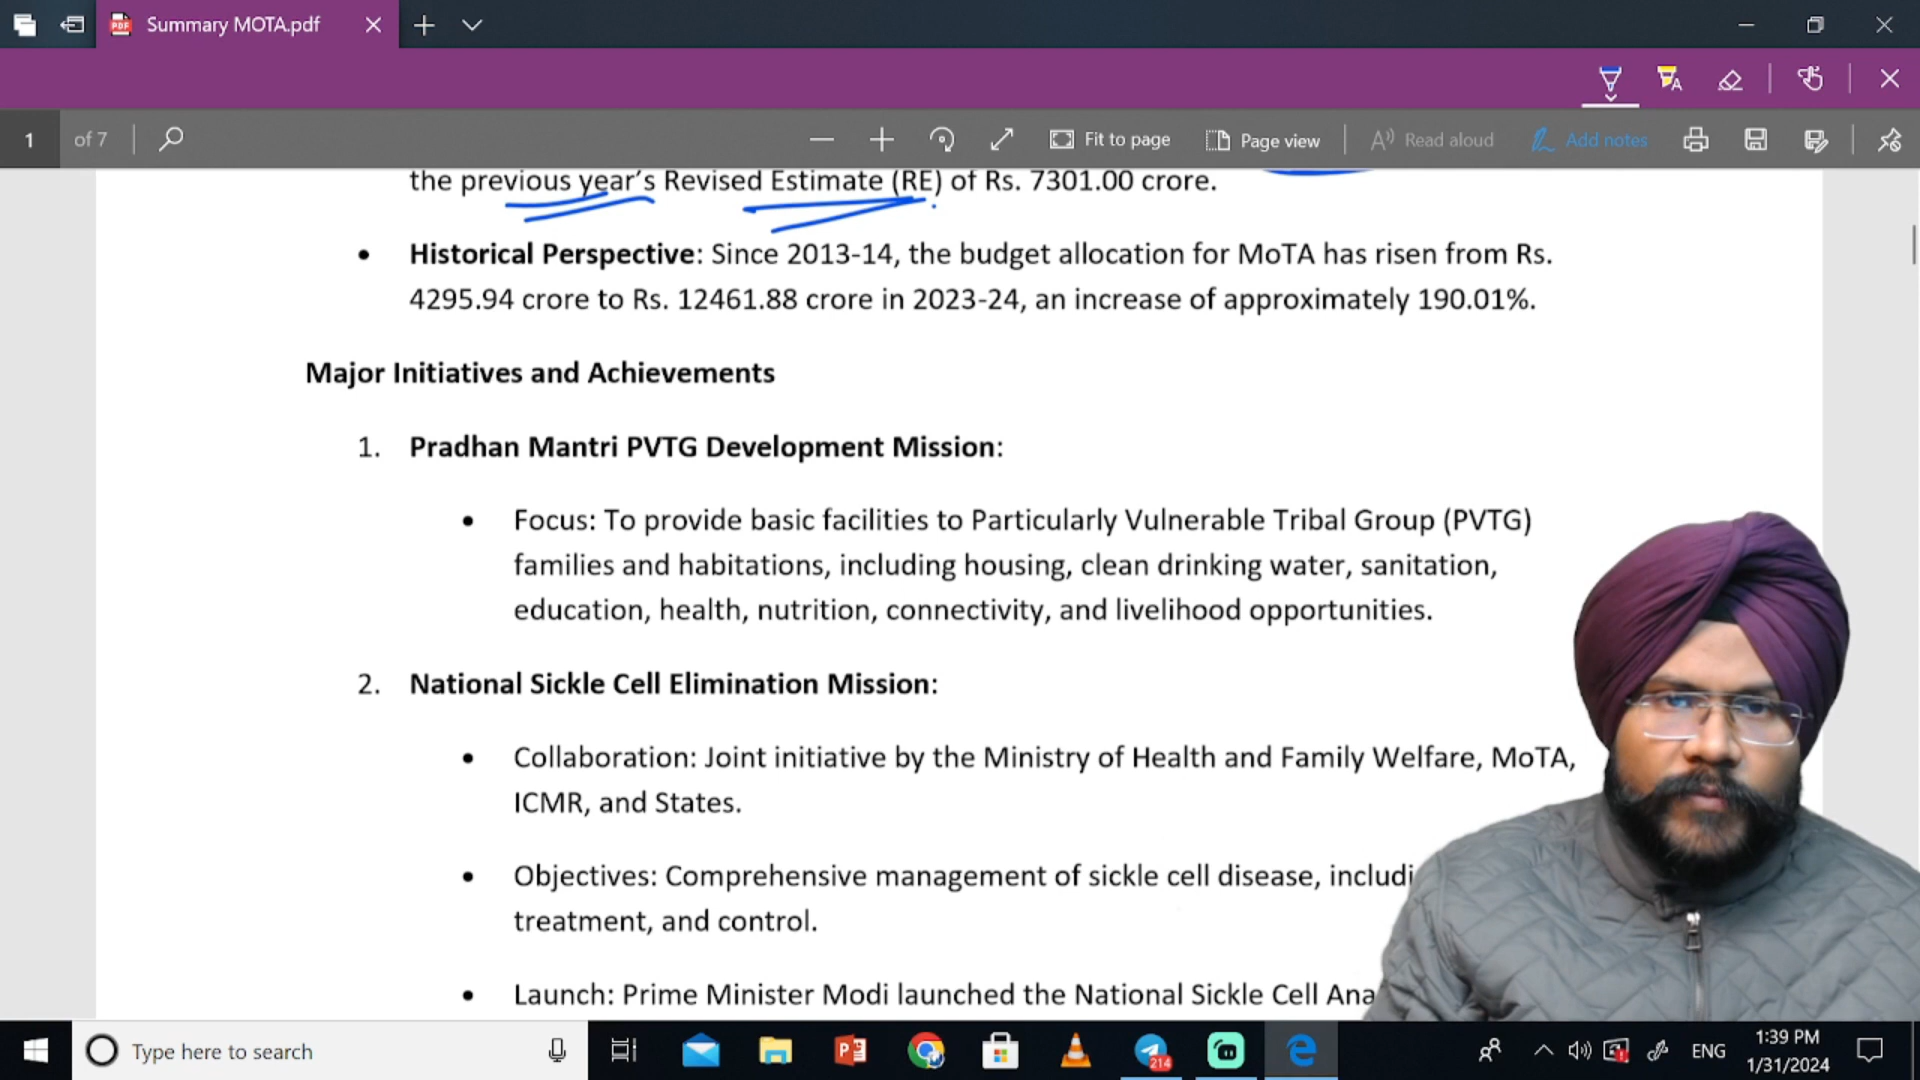 Summary MOTA.pdf
1 of 7
Fit to page
Page view
Read aloud
Add notes
the previous year's Revised Estimate (RE) of Rs. 7301.00 crore.
• Historical Perspective: Since 2013-14, the budget allocation for MoTA has risen from Rs.
4295.94 crore to Rs. 12461.88 crore in 2023-24, an increase of approximately 190.01%.
Major Initiatives and Achievements
1. Pradhan Mantri PVTG Development Mission:
• Focus: To provide basic facilities to Particularly Vulnerable Tribal Group (PVTG)
families and habitations, including housing, clean drinking water, sanitation,
education, health, nutrition, connectivity, and livelihood opportunities.
2. National Sickle Cell Elimination Mission:
• Collaboration: Joint initiative by the Ministry of Health and Family Welfare, MoTA,
ICMR, and States.
• Objectives: Comprehensive management of sickle cell disease, includi
treatment, and control.
• Launch: Prime Minister Modi launched the National Sickle Cell Ana
Type here to search
214
ENG
1:39 PM
1/31/2024